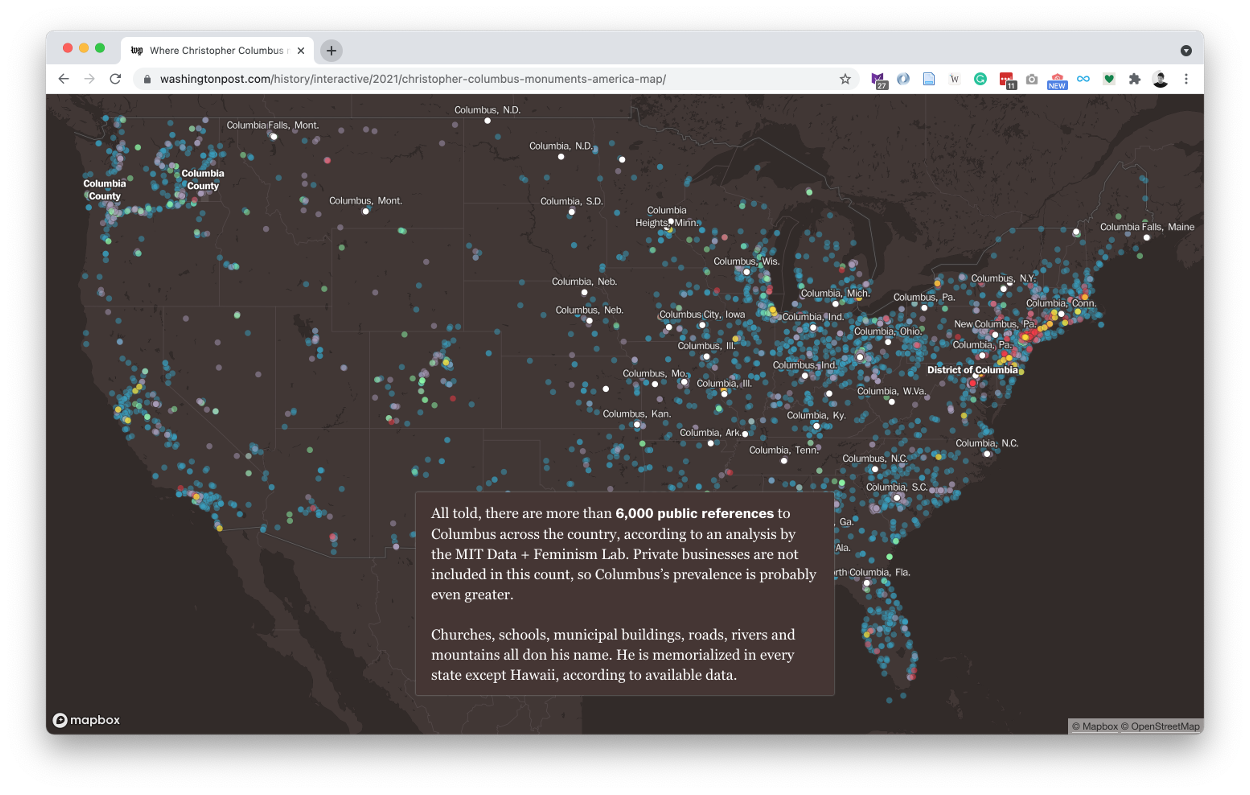 Where Christopher Columbus
washingtonpost.com/history/interactive/2021/christopher-columbus-monuments-america-map/
27
W
11
NEW
Columbus, N.D.
Columbia Falls, Mont.
Columbia, N.D.
Columbia
County
Columbia
County
Columbus, Mont.
Columbia, S.D.
Columbia
Heights, Minn.
Columbia Falls, Maine
Columbus, Wis.
Columbus, N.Y.
Columbia, Neb.
Columbia, Mich.
Columbus, Pa.
Columbia, Conn.
Columbus, Neb.
Columbus City, Iowa
Columbia, Ind.
New Columbus, Pa.
Columbia, Ohio.
Columbus, Ill.
Columbia, Pa.
Columbus, Ind.
District of Columbia
Columbus, Mo.
Columbia, Ill.
Columbia, W.Va.
Columbus, Kan.
Columbia, Ky.
Columbia, Ark.
Columbia, N.C.
Columbia, Tenn.
Columbus, N.C.
Columbia, S.C.
Ga.
Ala.
rth Columbia, Fla.
All told, there are more than 6,000 public references to
Columbus across the country, according to an analysis by
the MIT Data + Feminism Lab. Private businesses are not
included in this count, so Columbus’s prevalence is probably
even greater.
Churches, schools, municipal buildings, roads, rivers and
mountains all don his name. He is memorialized in every
state except Hawaii, according to available data.
mapbox
© Mapbox © OpenStreetMap